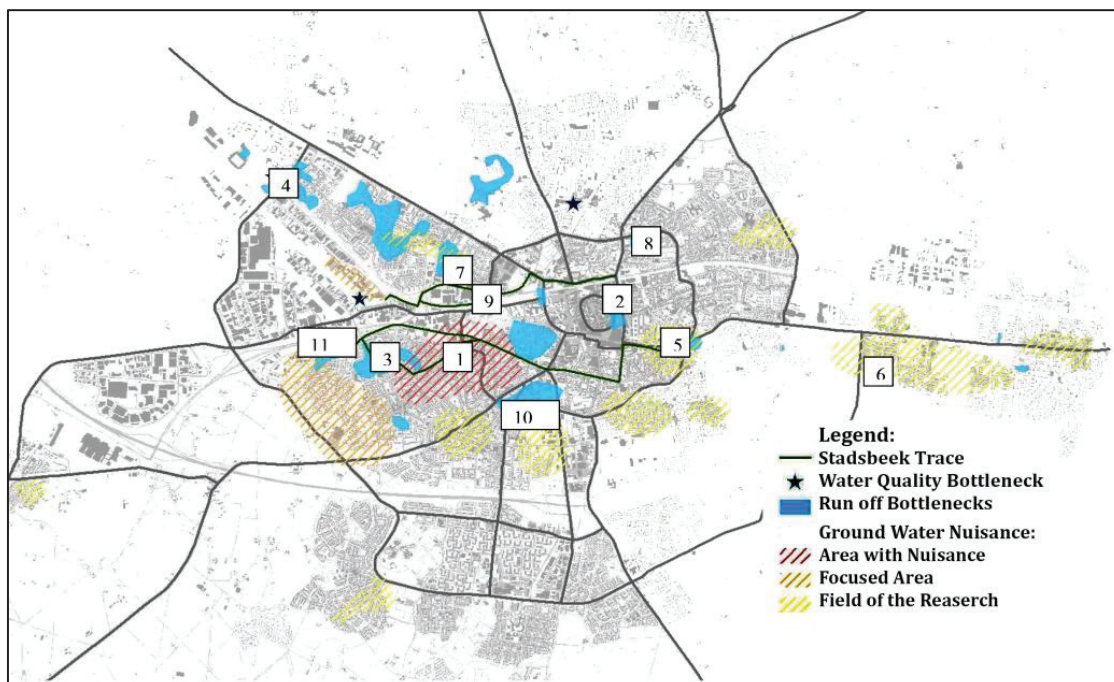 4
8
7
9
2
11
3
1
5
6
10
Legend:
Stadsbeek Trace
Water Quality Bottleneck
Run off Bottlenecks
Ground Water Nuisance:
Area with Nuisance
Focused Area
Field of the Reaserch